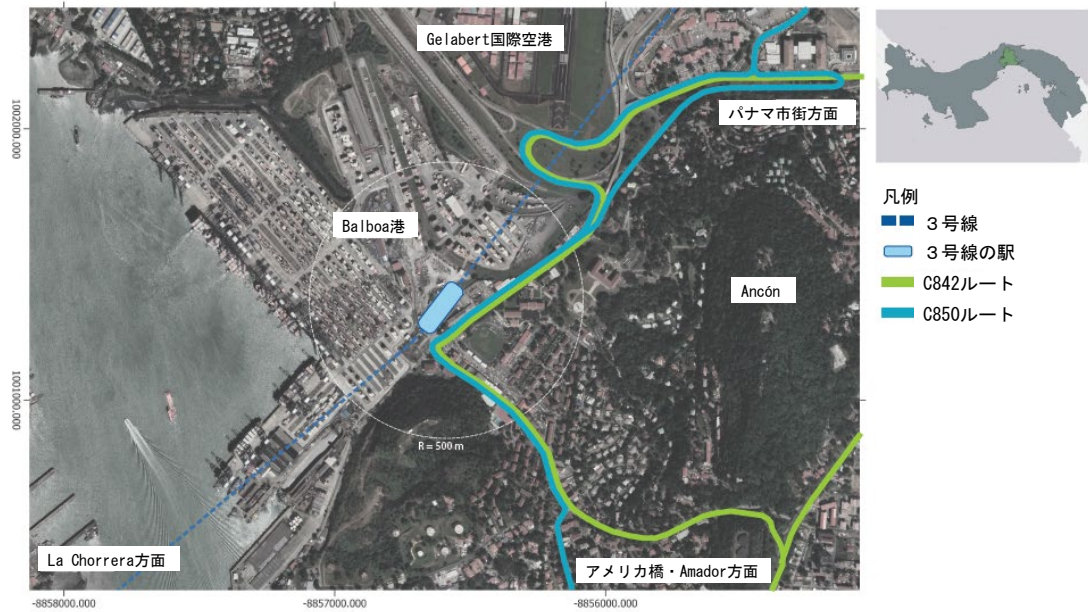 Gelabert国際空港
パナマ市街方面
Balboa港
Ancón
R = 500 m
La Chorrera方面
アメリカ橋・Amador方面
1002000.000
1001000.000
-8858000.000
-8857000.000
-8856000.000
凡例
3号線
3号線の駅
C842ルート
C850ルート